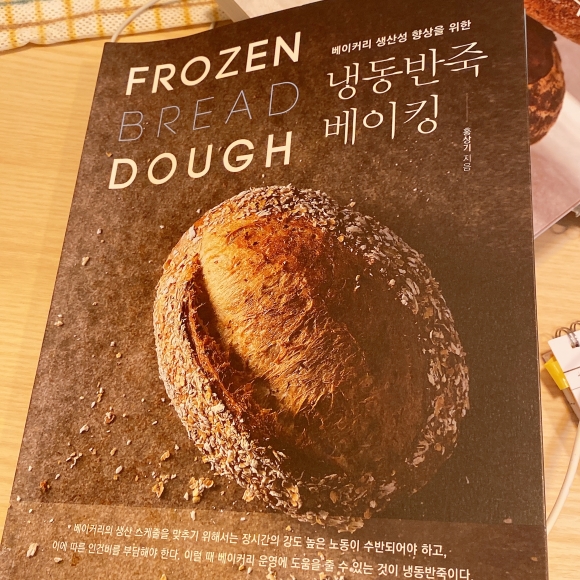 FROZEN
BREAD
DOUGH
베이커리 생산성 향상을 위한
냉동반죽
베이킹
홍상기 지음
베이커리의 생산 스케줄을 맞추기 위해서는 장시간의 강도 높은 노동이 수반되어야 하고,
이에 따른 인건비를 부담해야 한다. 이럴 때 베이커리 운영에 도움을 줄 수 있는 것이 냉동반죽이다.